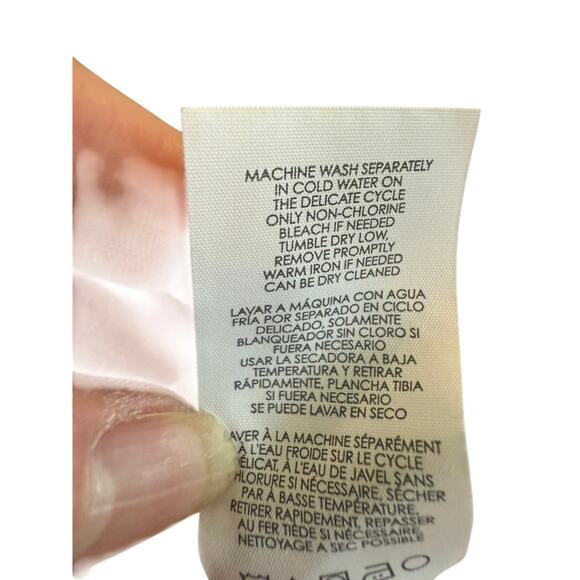 MACHINE WASH SEPARATELY
IN COLD WATER ON
THE DELICATE CYCLE
ONLY NON-CHLORINE
BLEACH IF NEEDED
TUMBLE DRY LOW,
REMOVE PROMPTLY
WARM IRON IF NEEDED
CAN BE DRY CLEANED
LAVAR A MÁQUINA CON AGUA
FRÍA POR SEPARADO EN CICLO
DELICADO, SOLAMENTE
BLANQUEADOR SIN CLORO SI
FUERA NECESARIO
USAR LA SECADORA A BAJA
TEMPERATURA Y RETIRAR
RÁPIDAMENTE, PLANCHA TIBIA
SI FUERA NECESARIO
SE PUEDE LAVAR EN SECO
AVER À LA MACHINE SÉPARÉMENT
À L'EAU FROIDE SUR LE CYCLE
ÉLICAT, À L'EAU DE JAVEL SANS
HLORURE SI NÉCESSAIRE, SÉCHER
PAR À BASSE TEMPÉRATURE,
RETIRER RAPIDEMENT, REPASSER
AU FER TIÈDE SI NÉCESSAIRE
NETTOYAGE A SEC POSSIBLE